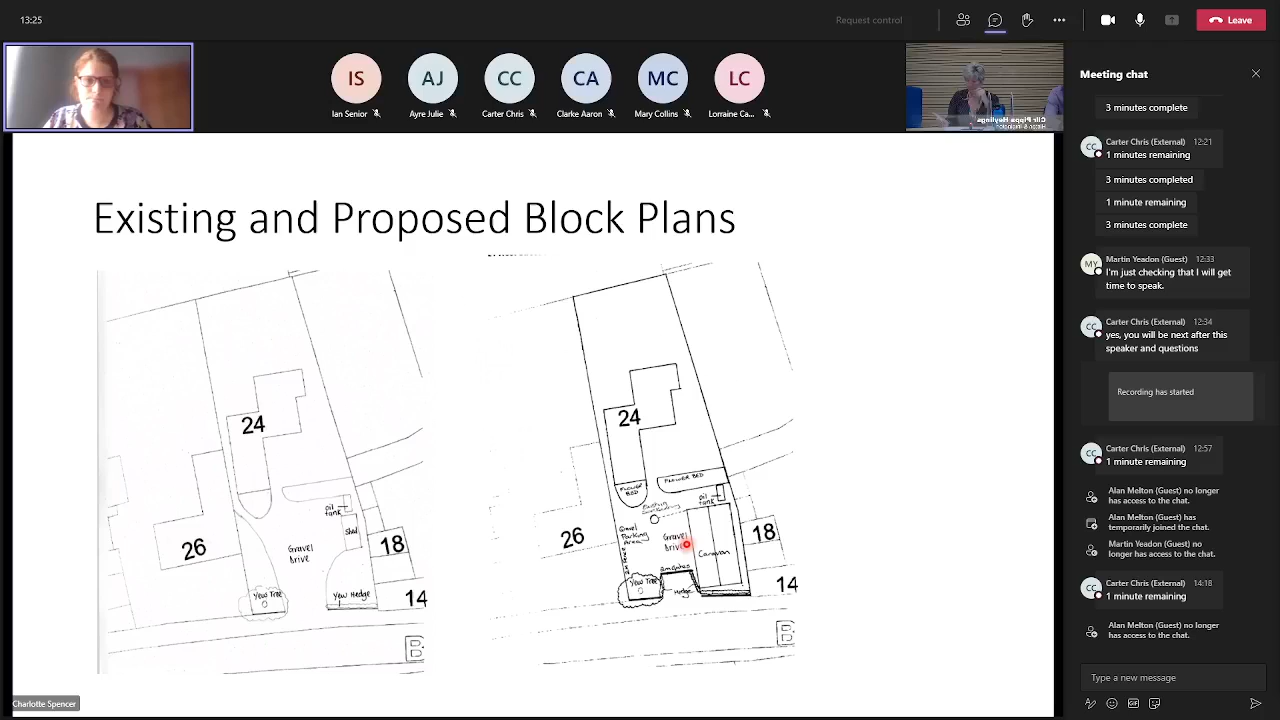 13:25
Request control
Leave
IS
AJ
CC
CA
MC
LC
Ian Senior
Ayre Julie
Carter Chris
Clarke Aaron
Mary Collins
Lorraine Ca...
Existing and Proposed Block Plans
24
oil tank
Shed
26
Gravel drive
18
Yew Tree
Yew Hedge
14
B
24
FLOWER BED
FLOWER BED
oil tank
Existing
Gravel Parking Area
26
Gravel drive
18
Caravan
Yew Tree
Hedge
14
B
Charlotte Spencer
Meeting chat
3 minutes complete
CC
Carter Chris (External) 12:21
1 minute remaining
3 minutes completed
1 minute remaining
3 minutes complete
MY
Martin Yeadon (Guest) 12:33
I'm just checking that I will get
time to speak.
CC
Carter Chris (External) 12:34
yes, you will be next after this
speaker and questions
Recording has started
CC
Carter Chris (External) 12:57
1 minute remaining
Alan Melton (Guest) no longer
has access to the chat.
Alan Melton (Guest) has
temporarily joined the chat.
Martin Yeadon (Guest) no
longer has access to the chat.
CC
Carter Chris (External) 14:18
1 minute remaining
Alan Melton (Guest) no longer
has access to the chat.
Type a new message